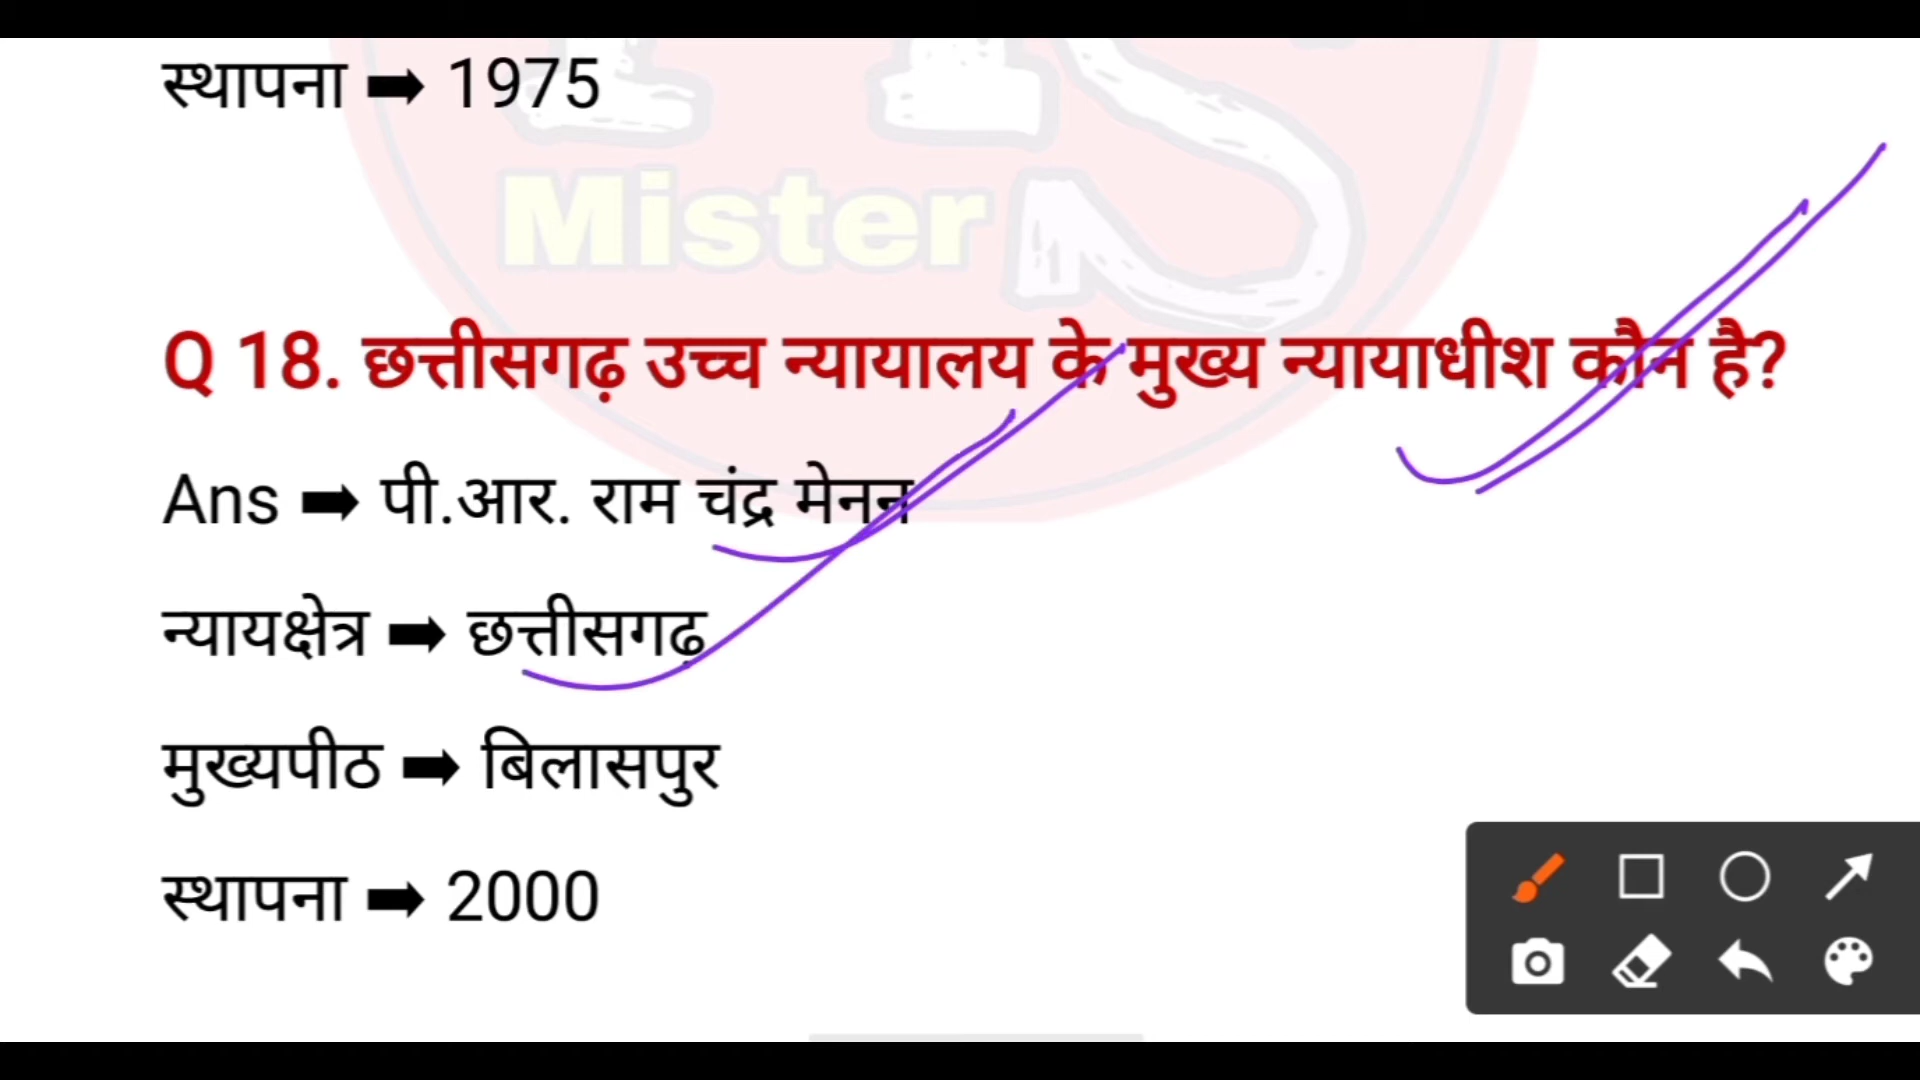 स्थापना ➡ 1975
Mister
Q 18. छत्तीसगढ़ उच्च न्यायालय के मुख्य न्यायाधीश कौन है?
Ans ➡ पी.आर. राम चंद्र मेनन
न्यायक्षेत्र ➡ छत्तीसगढ़
मुख्यपीठ ➡ बिलासपुर
स्थापना ➡ 2000